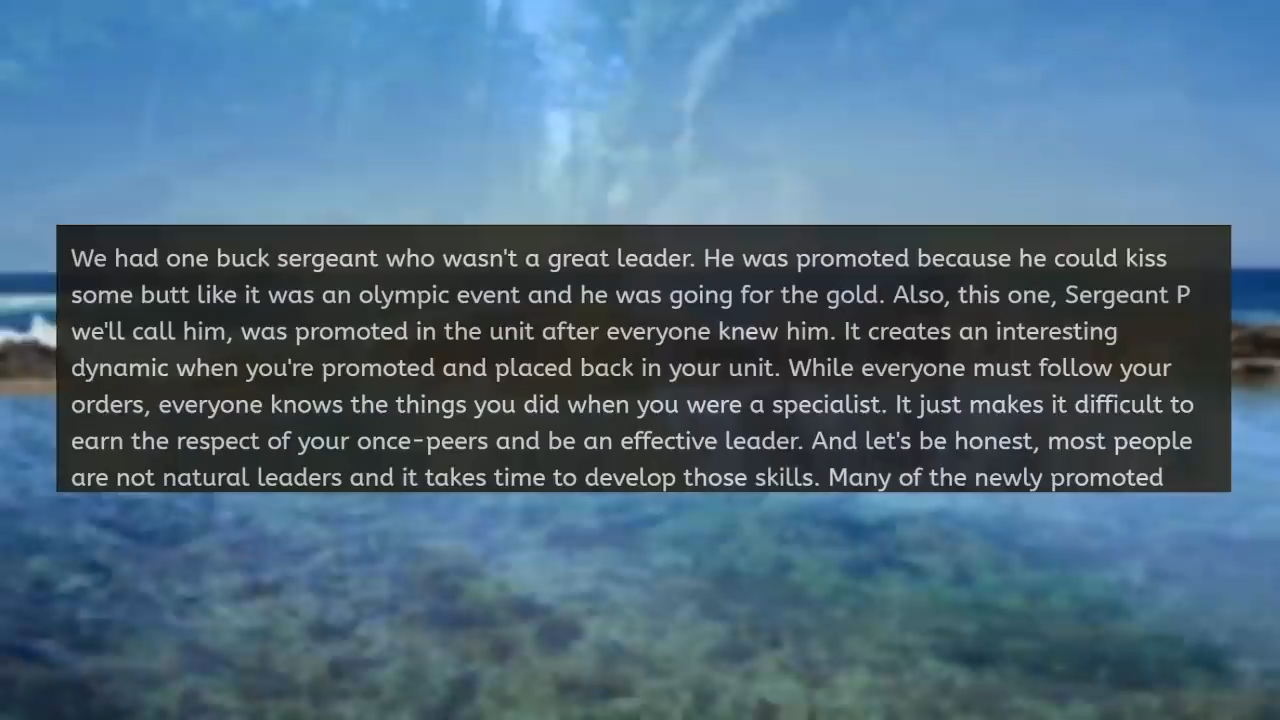 We had one buck sergeant who wasn't a great leader. He was promoted because he could kiss
some butt like it was an olympic event and he was going for the gold. Also, this one, Sergeant P
we'll call him, was promoted in the unit after everyone knew him. It creates an interesting
dynamic when you're promoted and placed back in your unit. While everyone must follow your
orders, everyone knows the things you did when you were a specialist. It just makes it difficult to
earn the respect of your once-peers and be an effective leader. And let's be honest, most people
are not natural leaders and it takes time to develop those skills. Many of the newly promoted